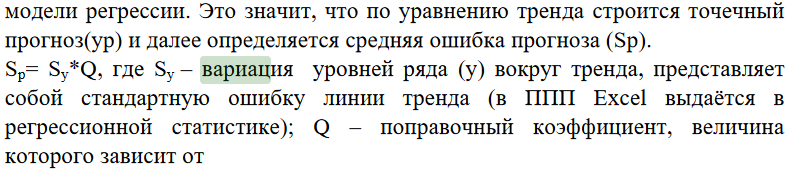 модели регрессии. Это значит, что по уравнению тренда строится точечный
прогноз(ур) и далее определяется средняя ошибка прогноза (Sp).
Sp= Sy*Q, где Sy – вариация уровней ряда (у) вокруг тренда, представляет
собой стандартную ошибку линии тренда (в ППП Excel выдаётся в
регрессионной статистике); Q – поправочный коэффициент, величина
которого зависит от